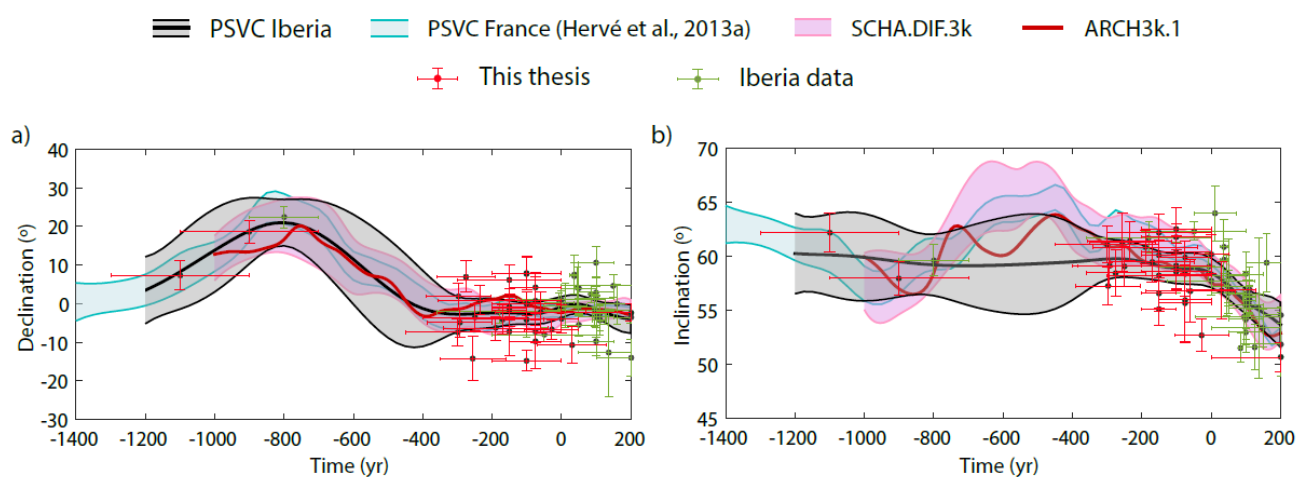 PSVC Iberia PSVC France (Hervé et al., 2013a) SCHA.DIF.3k ARCH3k.1
This thesis Iberia data
a) b)
40 70
30
20 65
10
0 60
-10 55
-20 50
-30 45
Declination (º) Inclination (º)
-1400 -1200 -1000 -800 -600 -400 -200 0 200 -1400 -1200 -1000 -800 -600 -400 -200 0 200
Time (yr) Time (yr)